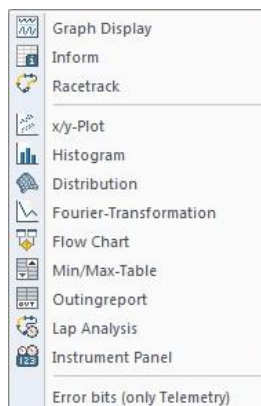 Graph Display
Inform
Racetrack
x/y-Plot
Histogram
Distribution
Fourier-Transformation
Flow Chart
Min/Max-Table
Outingreport
Lap Analysis
Instrument Panel
Error bits (only Telemetry)